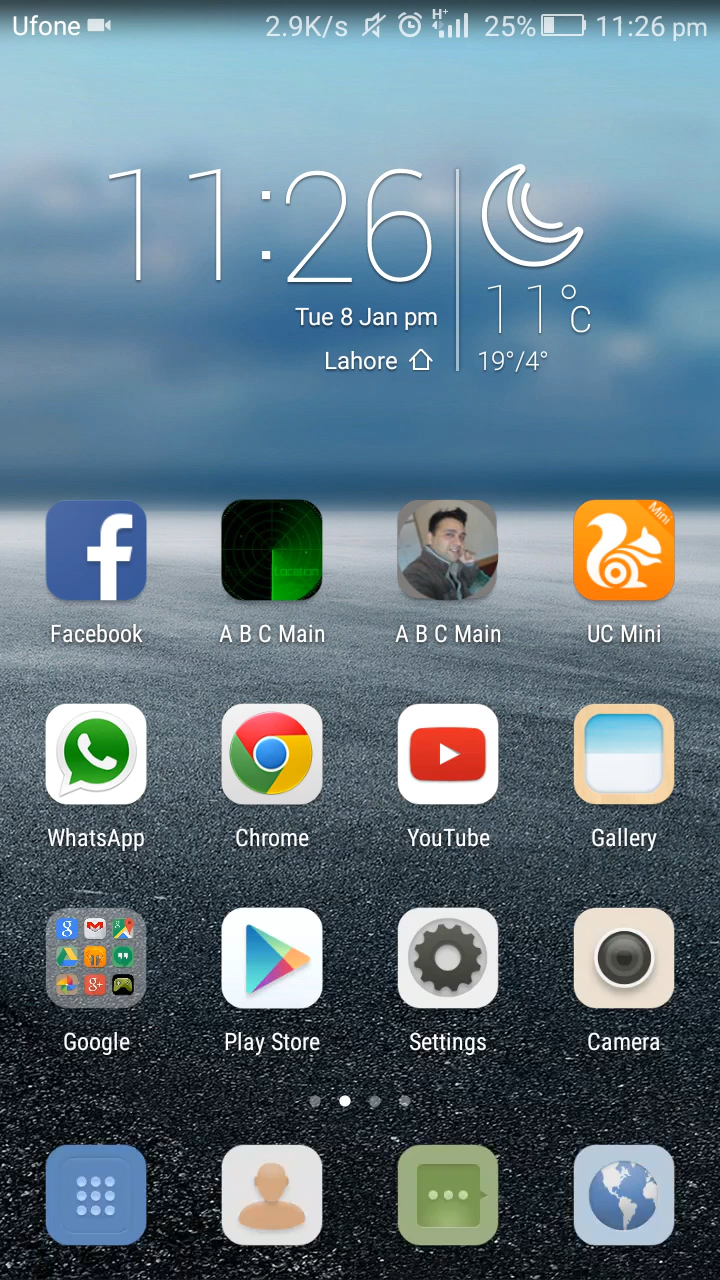 Ufone 2.9K/s H+ 25% 11:26 pm
11:26
11°c
Tue 8 Jan pm
Lahore 19°/4°
Mini
Location
Facebook A B C Main A B C Main UC Mini
WhatsApp Chrome YouTube Gallery
Google Play Store Settings Camera